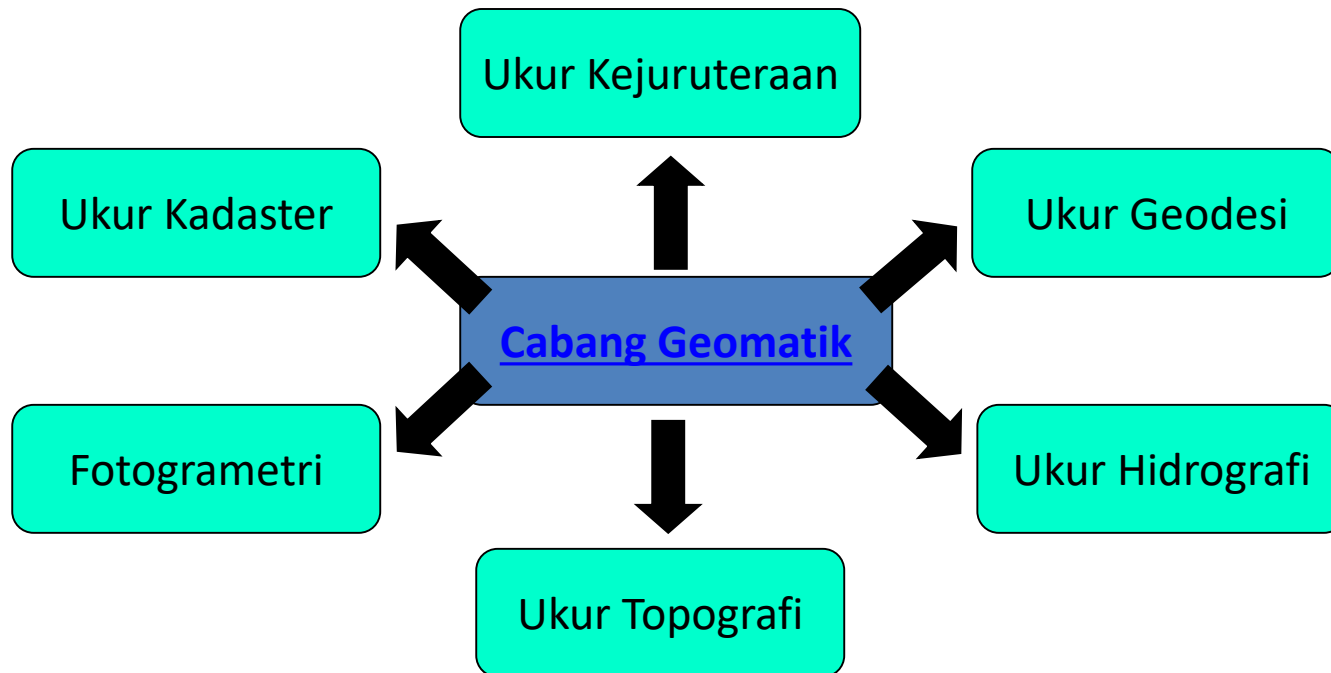 Ukur Kejuruteraan
Ukur Kadaster
Ukur Geodesi
Cabang Geomatik
Fotogrametri
Ukur Hidrografi
Ukur Topografi